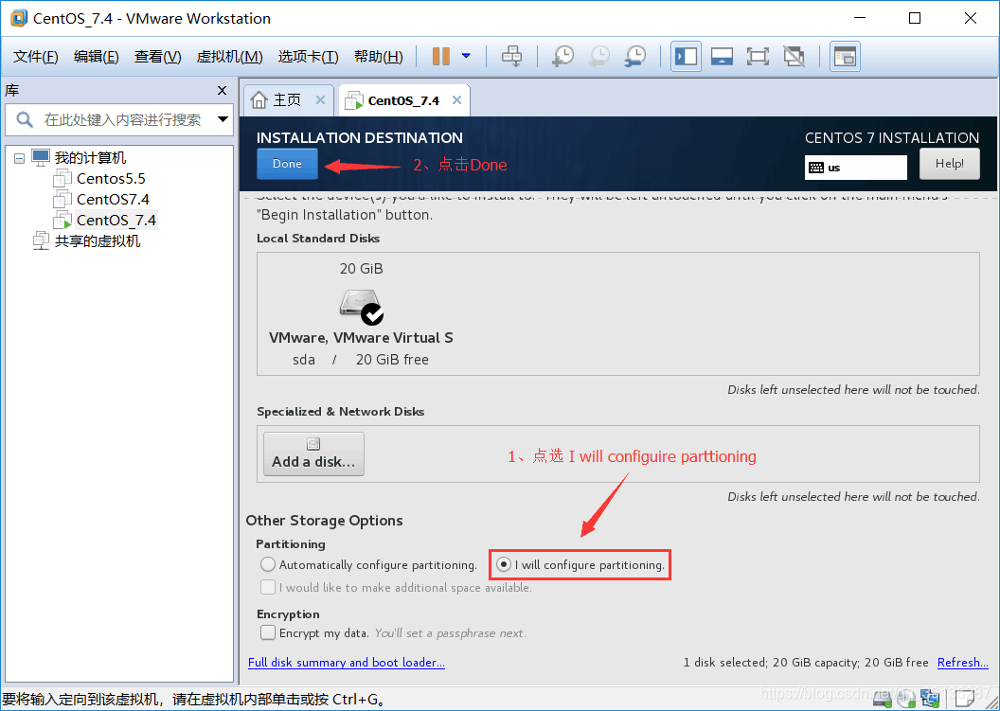 CentOS_7.4 - VMware Workstation
文件(F) 编辑(E) 查看(V) 虚拟机(M) 选项卡(T) 帮助(H)
库
在此处键入内容进行搜索
我的计算机
Centos5.5
CentOS7.4
CentOS_7.4
共享的虚拟机
主页
CentOS_7.4
INSTALLATION DESTINATION
CENTOS 7 INSTALLATION
Done
2、点击Done
us
Help!
Select the device(s) you'd like to install to. They will be left untouched until you click on the main menu's
"Begin Installation" button.
Local Standard Disks
20 GiB
VMware, VMware Virtual S
sda / 20 GiB free
Disks left unselected here will not be touched.
Specialized & Network Disks
Add a disk...
1、点选 I will configuire parttioning
Disks left unselected here will not be touched.
Other Storage Options
Partitioning
Automatically configure partitioning. I will configure partitioning.
I would like to make additional space available.
Encryption
Encrypt my data. You'll set a passphrase next.
Full disk summary and boot loader...
1 disk selected; 20 GiB capacity; 20 GiB free Refresh...
要将输入定向到该虚拟机，请在虚拟机内部单击或按 Ctrl+G。